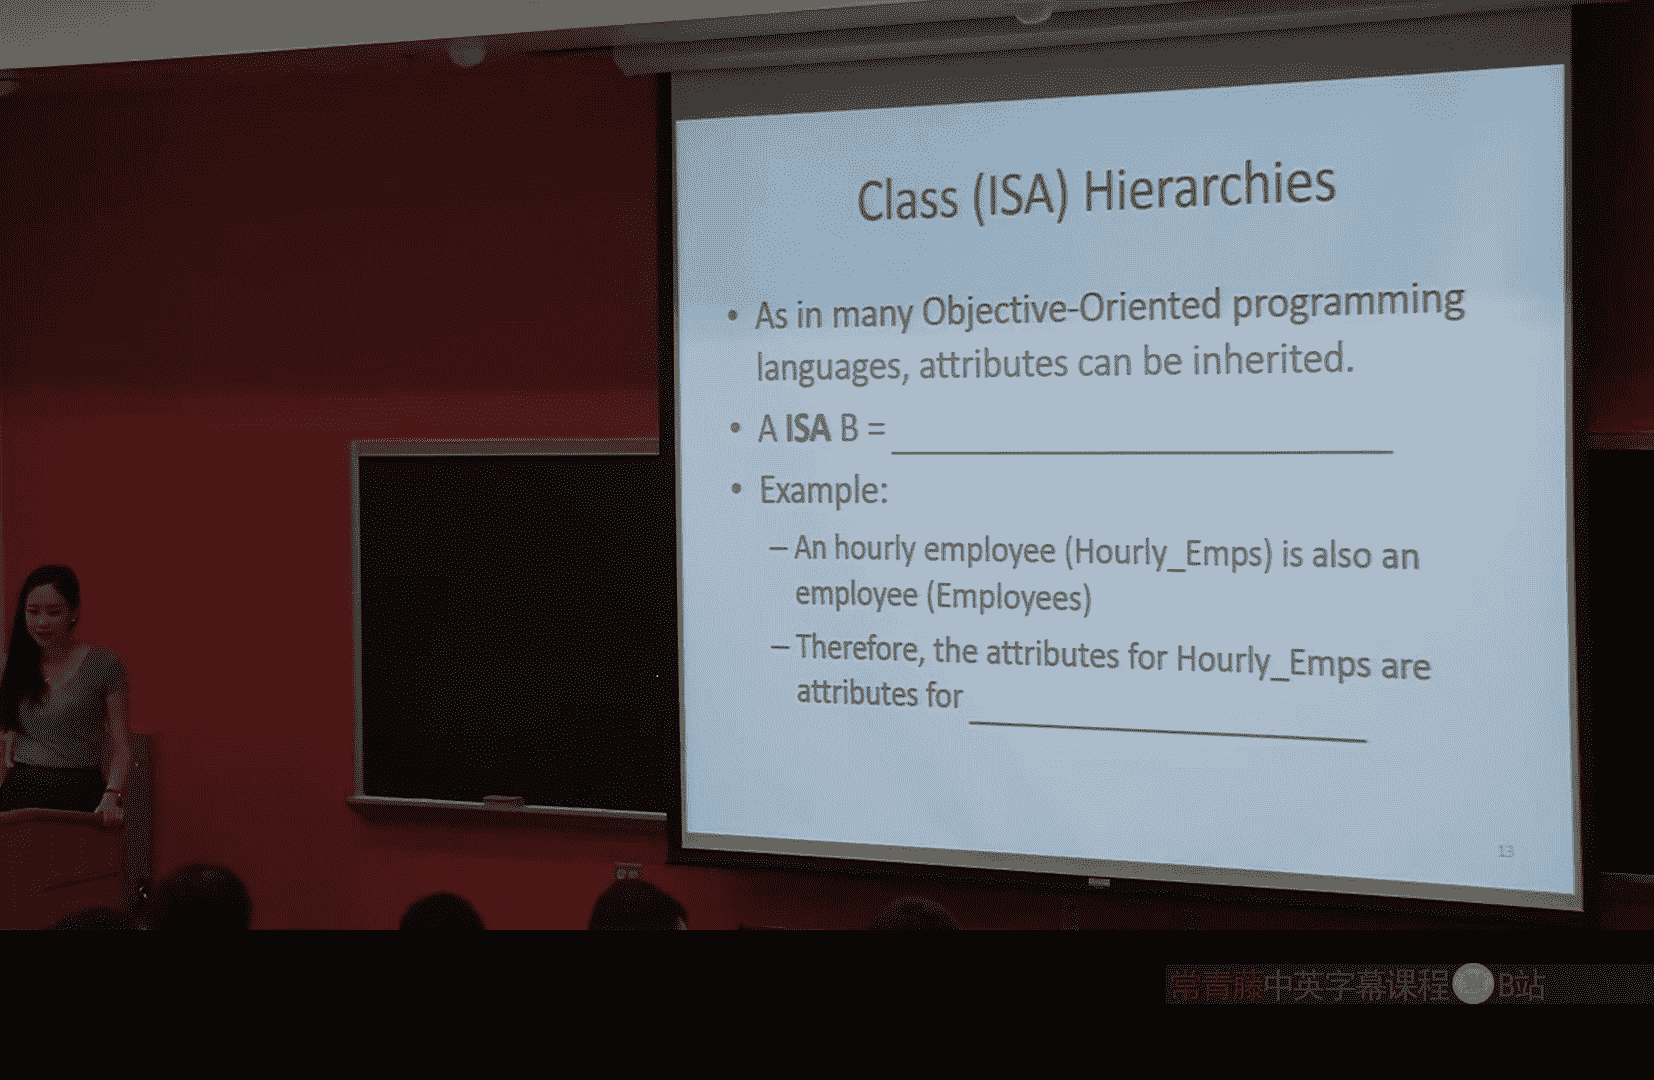 Class (ISA) Hierarchies
• As in many Objective-Oriented programming
languages, attributes can be inherited.
• A ISA B =
• Example:
– An hourly employee (Hourly_Emps) is also an
employee (Employees)
– Therefore, the attributes for Hourly_Emps are
attributes for
13
常青藤中英字幕课程 B站